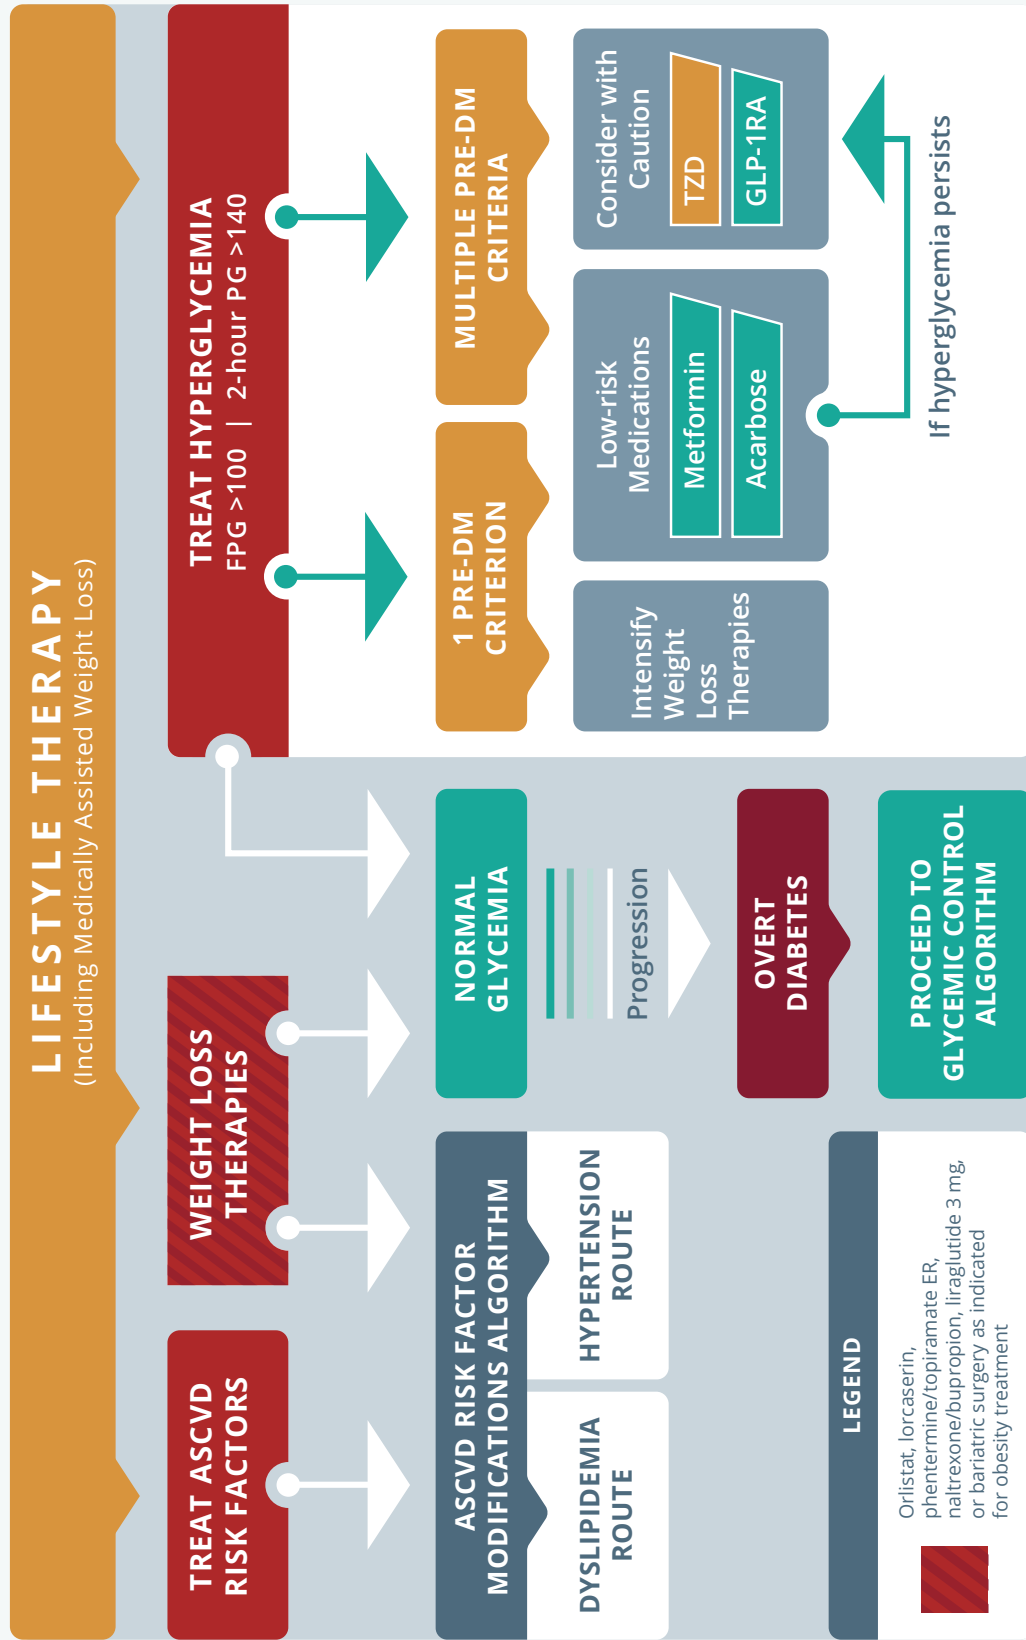 LIFESTYLE THERAPY
(Including Medically Assisted Weight Loss)
TREAT ASCVD
RISK FACTORS
WEIGHT LOSS
THERAPIES
TREAT HYPERGLYCEMIA
FPG >100 | 2-hour PG >140
ASCVD RISK FACTOR
MODIFICATIONS ALGORITHM
DYSLIPIDEMIA
ROUTE
HYPERTENSION
ROUTE
NORMAL
GLYCEMIA
Progression
OVERT
DIABETES
PROCEED TO
GLYCEMIC CONTROL
ALGORITHM
1 PRE-DM
CRITERION
MULTIPLE PRE-DM
CRITERIA
Intensify
Weight
Loss
Therapies
Low-risk
Medications
Metformin
Acarbose
Consider with
Caution
TZD
GLP-1RA
If hyperglycemia persists
LEGEND
Orlistat, lorcaserin,
phentermine/topiramate ER,
naltrexone/bupropion, liraglutide 3 mg,
or bariatric surgery as indicated
for obesity treatment